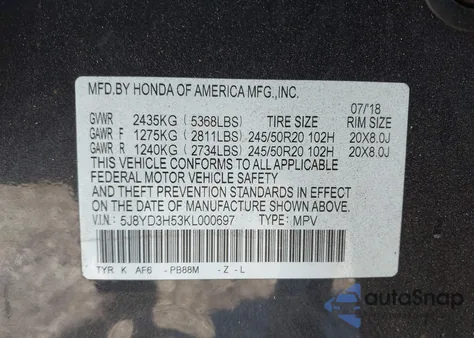 MFD.BY HONDA OF AMERICA MFG.,INC.
07/'18
GVWR 2435KG ( 5368LBS) TIRE SIZE RIM SIZE
GAWR F 1275KG ( 2811LBS) 245/50R20 102H 20X8.0J
GAWR R 1240KG ( 2734LBS) 245/50R20 102H 20X8.0J
THIS VEHICLE CONFORMS TO ALL APPLICABLE
FEDERAL MOTOR VEHICLE SAFETY
AND THEFT PREVENTION STANDARDS IN EFFECT
ON THE DATE OF MANUFACTURE SHOWN ABOVE.
V.I.N.: 5J8YD3H53KL000697 TYPE: MPV
TYR K AF6 - PB88M - Z - L
autoSnap